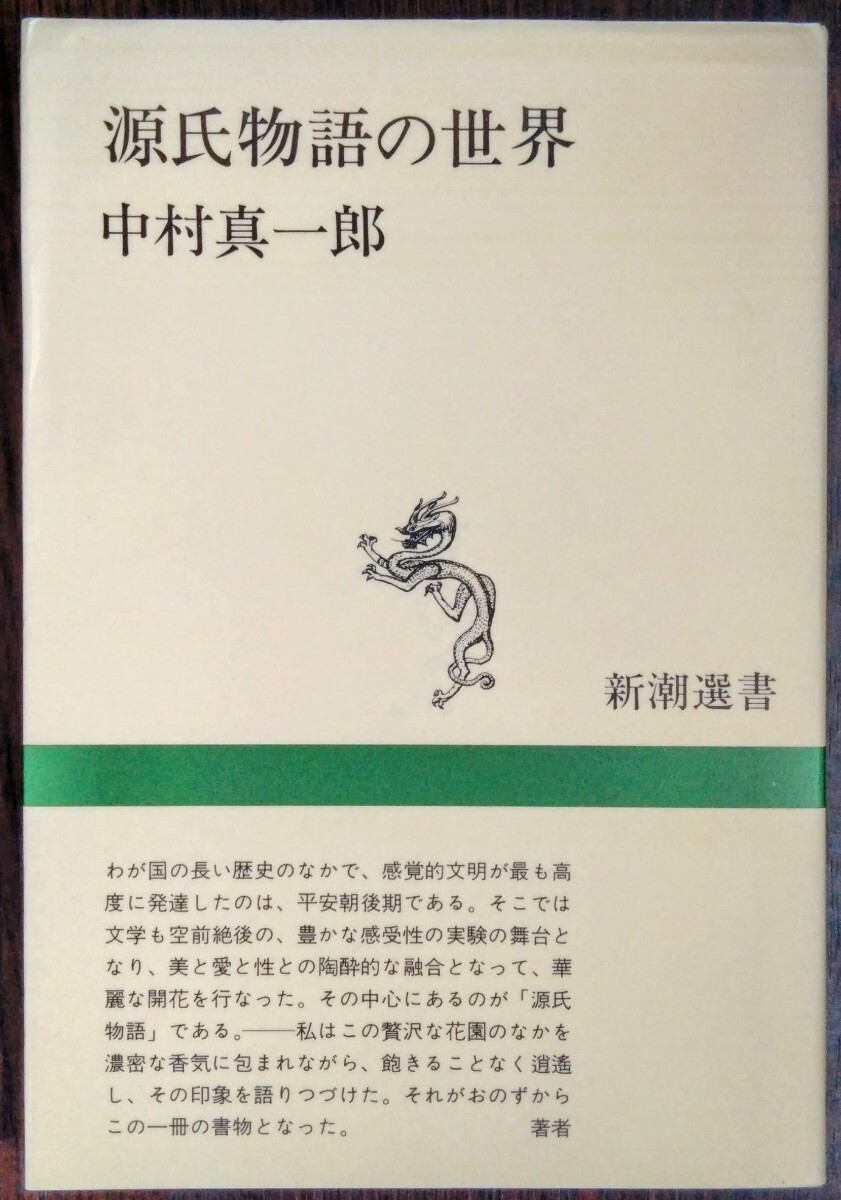 源氏物語の世界
中村真一郎
新潮選書
わが国の長い歴史のなかで、感覚的文明が最も高
度に発達したのは、平安朝後期である。そこでは
文学も空前絶後の、豊かな感受性の実験の舞台と
なり、美と愛と性との陶酔的な融合となって、華
麗な開花を行なった。その中心にあるのが「源氏
物語」である。——私はこの贅沢な花園のなかを
濃密な香気に包まれながら、飽きることなく逍遙
し、その印象を語りつづけた。それがおのずから
この一冊の書物となった。 著者